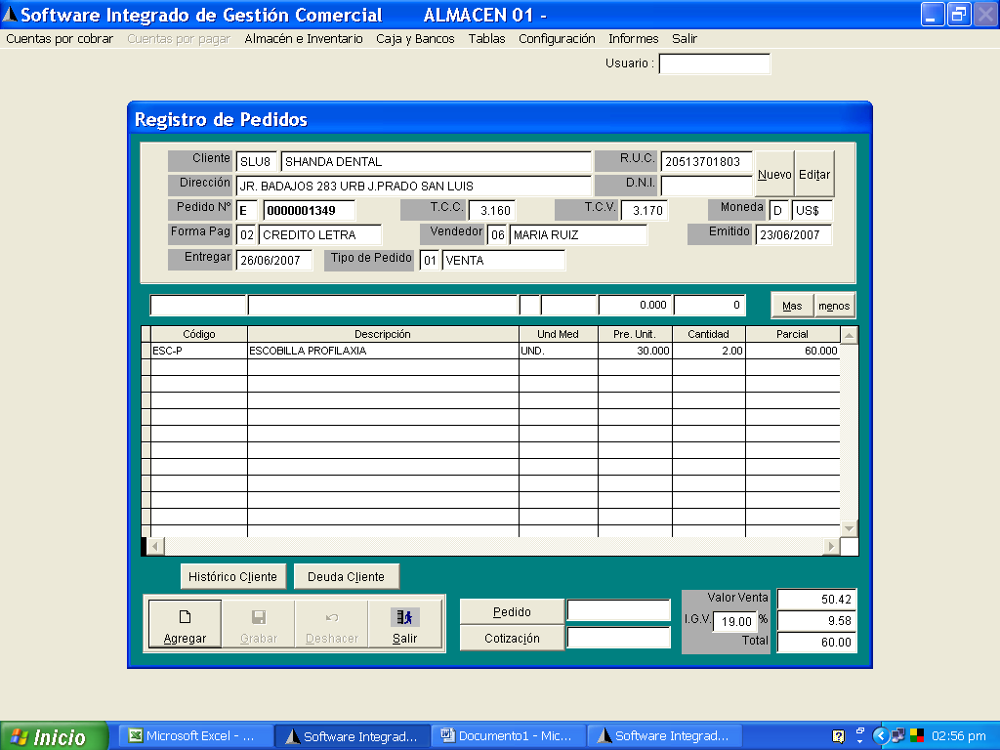 Software Integrado de Gestión Comercial ALMACEN 01 -
Cuentas por cobrar Cuentas por pagar Almacén e Inventario Caja y Bancos Tablas Configuración Informes Salir
Usuario :
Registro de Pedidos
Cliente SLU8 SHANDA DENTAL R.U.C. 20513701803
Nuevo Editar
Dirección JR. BADAJOS 283 URB J.PRADO SAN LUIS D.N.I.
Pedido Nº E 0000001349 T.C.C. 3.160 T.C.V. 3.170 Moneda D US$
Forma Pag 02 CREDITO LETRA Vendedor 06 MARIA RUIZ Emitido 23/06/2007
Entregar 26/06/2007 Tipo de Pedido 01 VENTA
0.000 0 Mas menos
Código Descripción Und Med Pre. Unit. Cantidad Parcial
ESC-P ESCOBILLA PROFILAXIA UND. 30.000 2.00 60.000
Histórico Cliente Deuda Cliente
Agregar Grabar Deshacer Salir
Pedido
Cotización
Valor Venta 50.42
I.G.V. 19.00 % 9.58
Total 60.00
Inicio Microsoft Excel - ... Software Integrad... Documento1 - Mic... Software Integrad... 02:56 pm